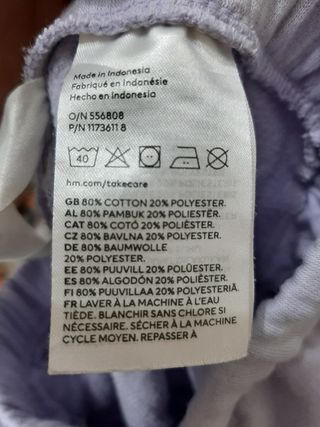 Made in Indonesia
Fabriqué en Indonésie
Hecho en Indonesia
O/N 556808
P/N 1173611 8
40
hm.com/takecare
GB 80% COTTON 20% POLYESTER.
AL 80% PAMBUK 20% POLIESTËR.
CAT 80% COTÓ 20% POLIÈSTER.
CZ 80% BAVLNA 20% POLYESTER.
DE 80% BAUMWOLLE
20% POLYESTER.
EE 80% PUUVILL 20% POLÜESTER.
ES 80% ALGODÓN 20% POLIÉSTER.
FI 80% PUUVILLAA 20% POLYESTERIÄ.
FR LAVER À LA MACHINE À L'EAU
TIÈDE. BLANCHIR SANS CHLORE SI
NÉCESSAIRE. SÉCHER À LA MACHINE
CYCLE MOYEN. REPASSER À